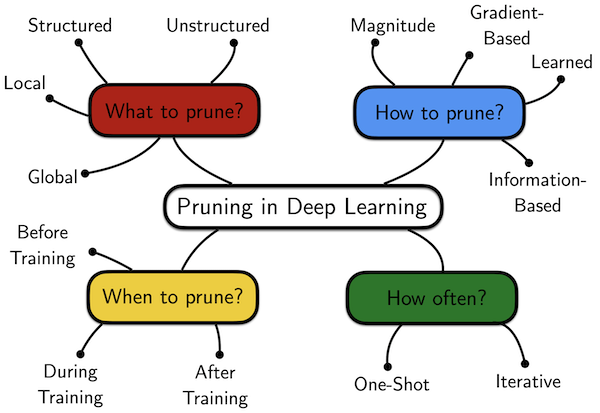 Structured
Unstructured
Local
What to prune?
Global
Magnitude
Gradient-
Based
Learned
How to prune?
Information-
Based
Pruning in Deep Learning
Before
Training
When to prune?
During
Training
After
Training
How often?
One-Shot
Iterative